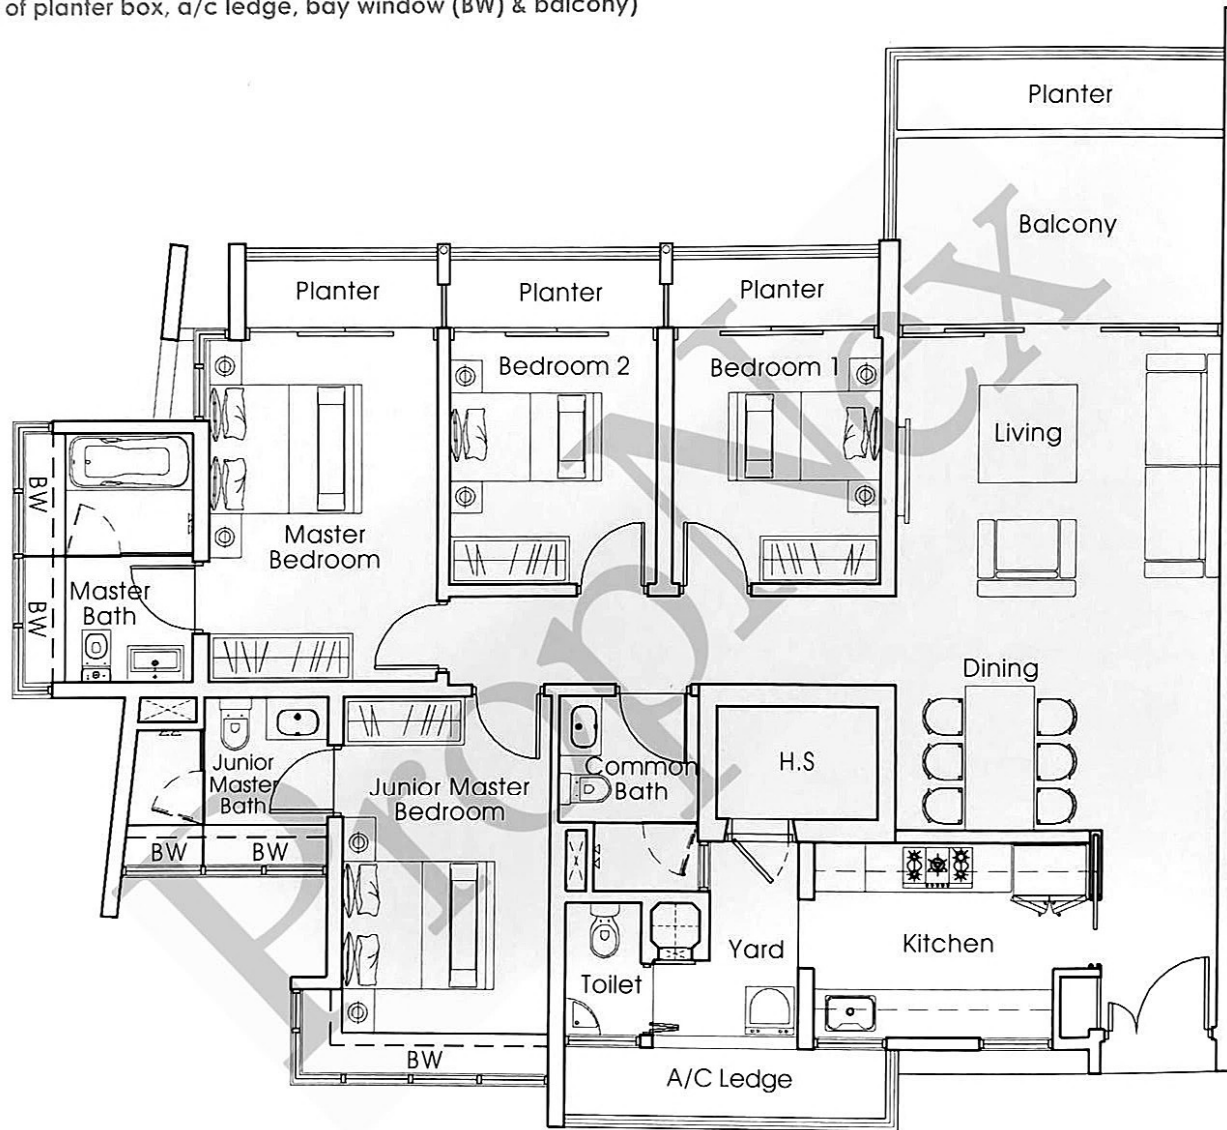 of planter box, a/c ledge, bay window (BW) & balcony)
Planter
Balcony
Planter
Planter
Planter
Bedroom 2
Bedroom 1
Living
BW
Master
Bedroom
BW
Master
Bath
Dining
Junior
Master
Bath
Junior Master
Bedroom
Common
Bath
H.S
BW
BW
Yard
Kitchen
Toilet
BW
A/C Ledge
PropNex